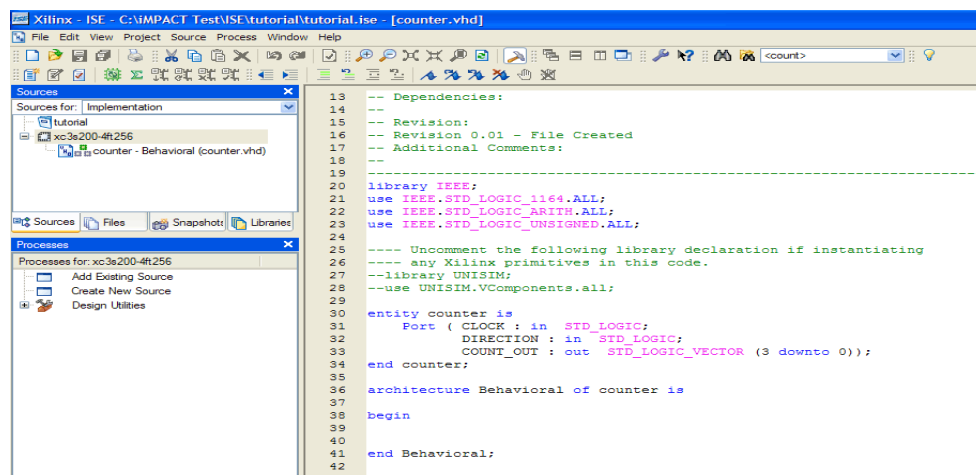 Xilinx - ISE - C:\iMPACT Test\ISE\tutorial\tutorial.ise - [counter.vhd]
File Edit View Project Source Process Window Help
<count>
Sources
Sources for: Implementation
tutorial
xc3s200-4ft256
counter - Behavioral (counter.vhd)
Sources Files Snapshots Libraries
Processes
Processes for: xc3s200-4ft256
Add Existing Source
Create New Source
Design Utilities
13 -- Dependencies:
14 --
15 -- Revision:
16 -- Revision 0.01 - File Created
17 -- Additional Comments:
18 --
19 ----------------------------------------------------------------------------------
20 library IEEE;
21 use IEEE.STD_LOGIC_1164.ALL;
22 use IEEE.STD_LOGIC_ARITH.ALL;
23 use IEEE.STD_LOGIC_UNSIGNED.ALL;
24
25 ---- Uncomment the following library declaration if instantiating
26 ---- any Xilinx primitives in this code.
27 --library UNISIM;
28 --use UNISIM.VComponents.all;
29
30 entity counter is
31 Port ( CLOCK : in STD_LOGIC;
32 DIRECTION : in STD_LOGIC;
33 COUNT_OUT : out STD_LOGIC_VECTOR (3 downto 0));
34 end counter;
35
36 architecture Behavioral of counter is
37
38 begin
39
40
41 end Behavioral;
42